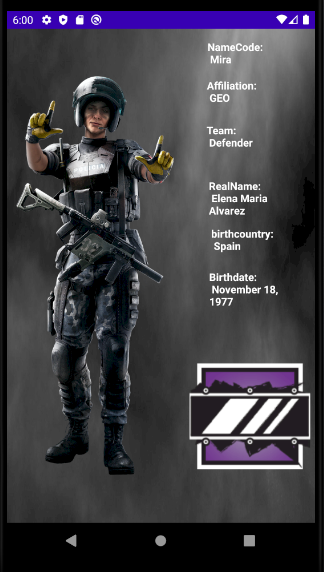 6:00
NameCode:
Mira
Affiliation:
GEO
Team:
Defender
RealName:
Elena Maria
Alvarez
birthcountry:
Spain
Birthdate:
November 18,
1977